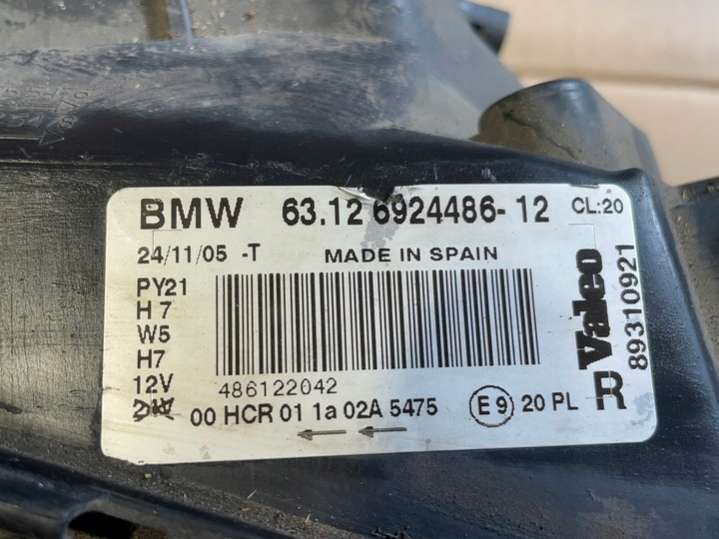 BMW 63.12 6924486-12 CL:20
24/11/05 -T MADE IN SPAIN
PY21
H7
W5
H7
12V
486122042
00 HCR 01 1a 02A 5475 E9 20 PL
R Valeo
89310921